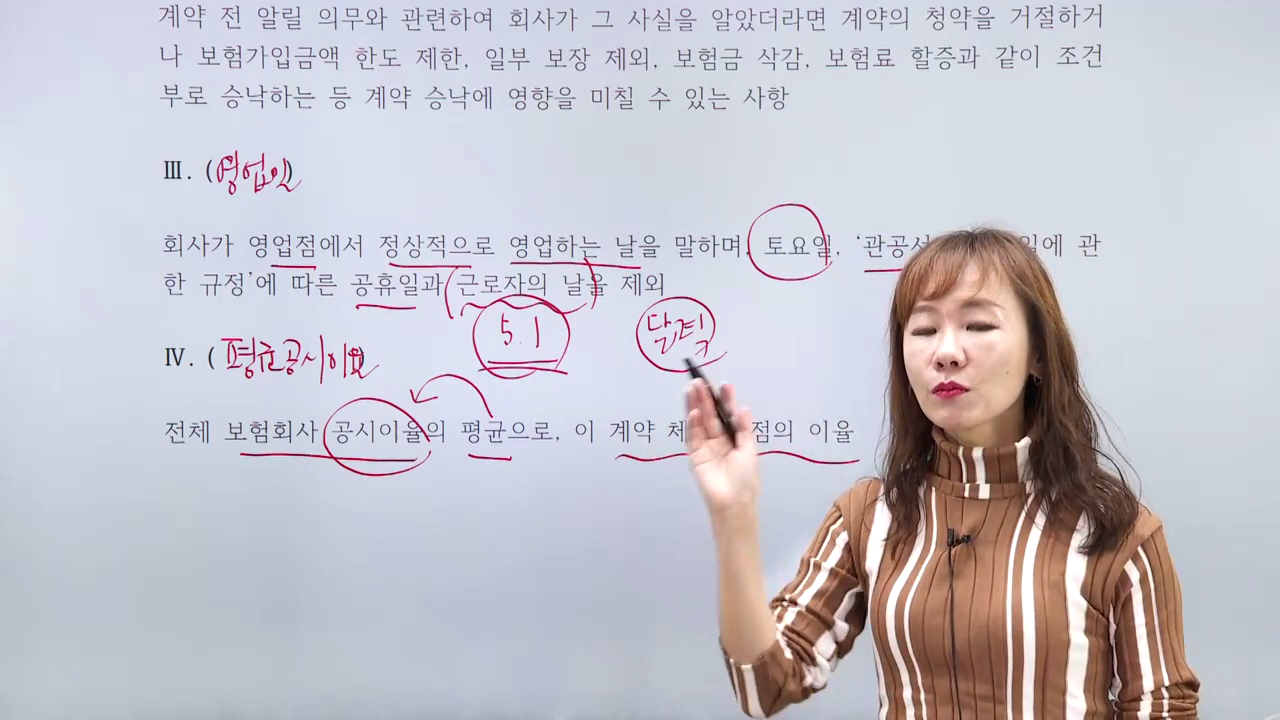 계약 전 알릴 의무와 관련하여 회사가 그 사실을 알았더라면 계약의 청약을 거절하거
나 보험가입금액 한도 제한, 일부 보장 제외, 보험금 삭감, 보험료 할증과 같이 조건
부로 승낙하는 등 계약 승낙에 영향을 미칠 수 있는 사항
Ⅲ. (영업일)
회사가 영업점에서 정상적으로 영업하는 날을 말하며, 토요일, ‘관공서 일에 관
한 규정’에 따른 공휴일과 근로자의 날을 제외
5.1
달력
Ⅳ. (평균공시이율)
전체 보험회사 공시이율의 평균으로, 이 계약 체 점의 이율